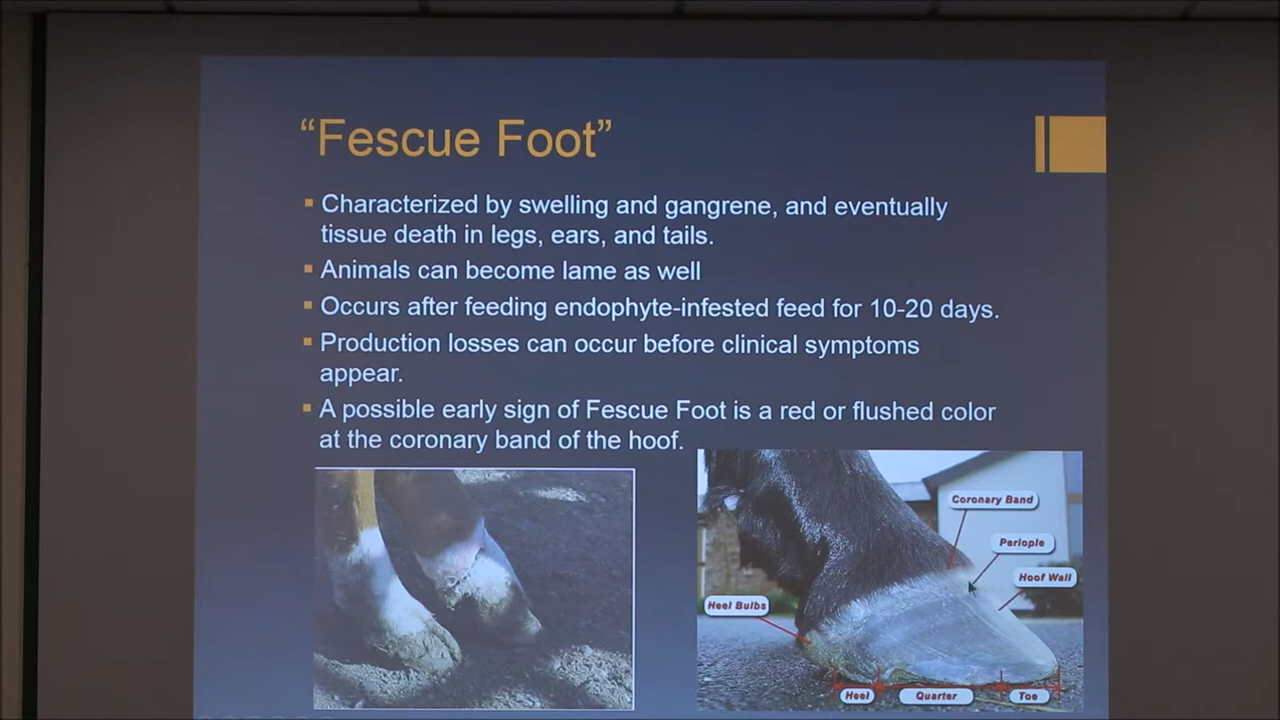 “Fescue Foot”
Characterized by swelling and gangrene, and eventually
tissue death in legs, ears, and tails.
Animals can become lame as well
Occurs after feeding endophyte-infested feed for 10-20 days.
Production losses can occur before clinical symptoms
appear.
A possible early sign of Fescue Foot is a red or flushed color
at the coronary band of the hoof.
Coronary Band
Periople
Hoof Wall
Heel Bulbs
Heel
Quarter
Toe